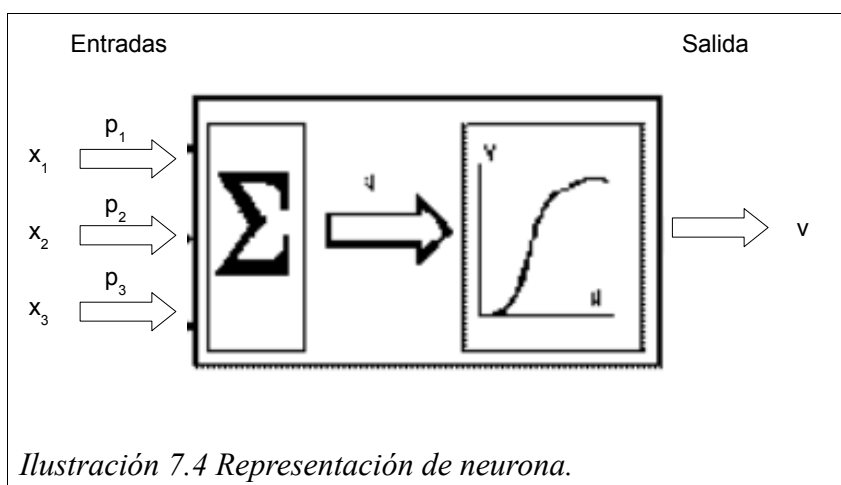 Entradas Salida
p₁
x₁
p₂
x₂
v
p₃
x₃
Σ
Y
Ilustración 7.4 Representación de neurona.